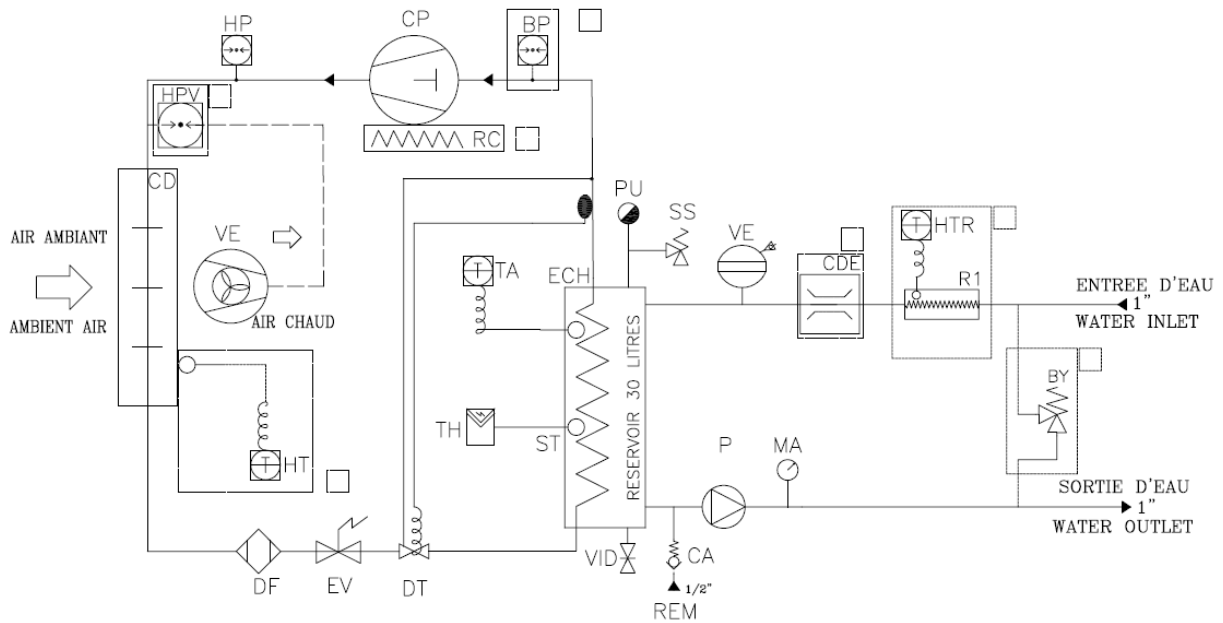 HP
CP
BP
HPV
RC
CD
PU
SS
VE
HTR
AIR AMBIANT
VE
TA
ECH
CDE
R1
ENTREE D'EAU
1"
WATER INLET
AMBIENT AIR
AIR CHAUD
RESERVOIR 30 LITRES
BY
TH
ST
P
MA
HT
SORTIE D'EAU
1"
WATER OUTLET
DF
EV
DT
VID
CA
1/2"
REM
T
T
T